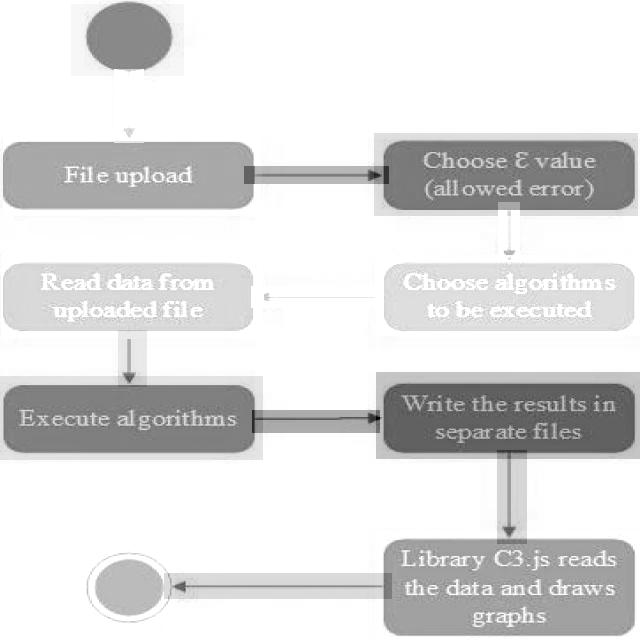 File upload
Choose Ɛ value
(allowed error)
Read data from
uploaded file
Choose algorithms
to be executed
Execute algorithms
Write the results in
separate files
Library C3.js reads
the data and draws
graphs